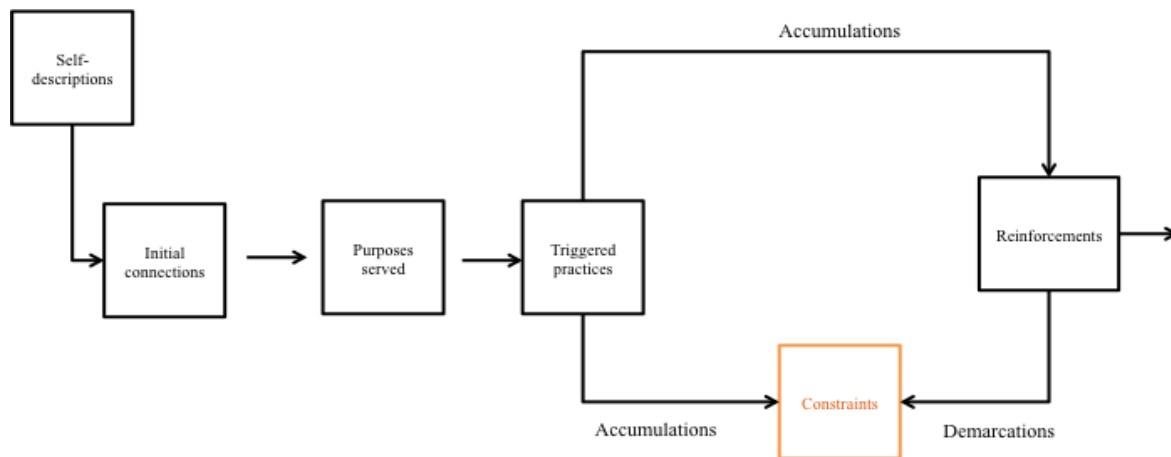 Accumulations
Self-
descriptions
Initial
connections
Purposes
served
Triggered
practices
Reinforcements
Constraints
Accumulations
Demarcations